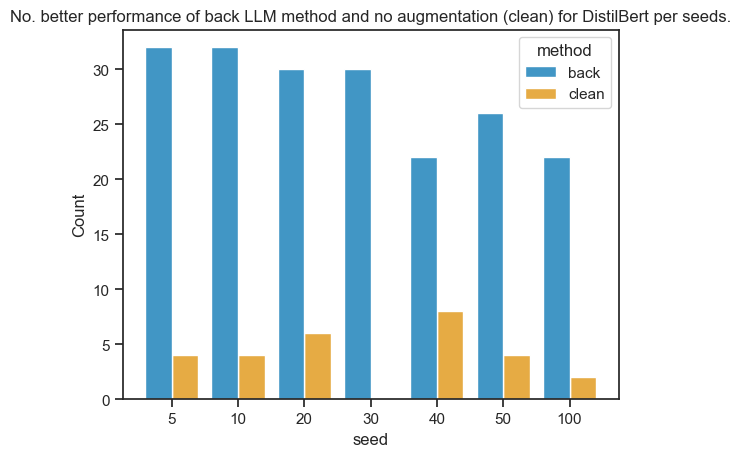 No. better performance of back LLM method and no augmentation (clean) for DistilBert per seeds.
method
back
clean
Count
30
25
20
15
10
5
0
5 10 20 30 40 50 100
seed